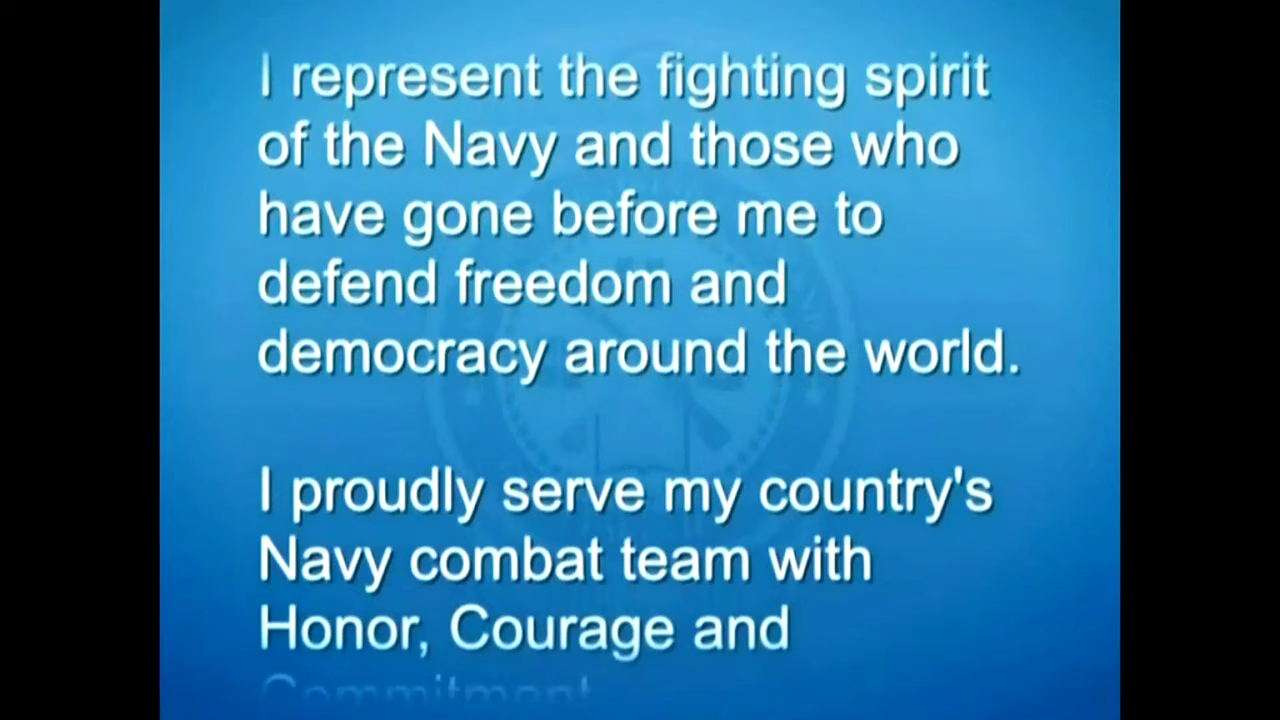 I represent the fighting spirit
of the Navy and those who
have gone before me to
defend freedom and
democracy around the world.
I proudly serve my country's
Navy combat team with
Honor, Courage and
Commitment